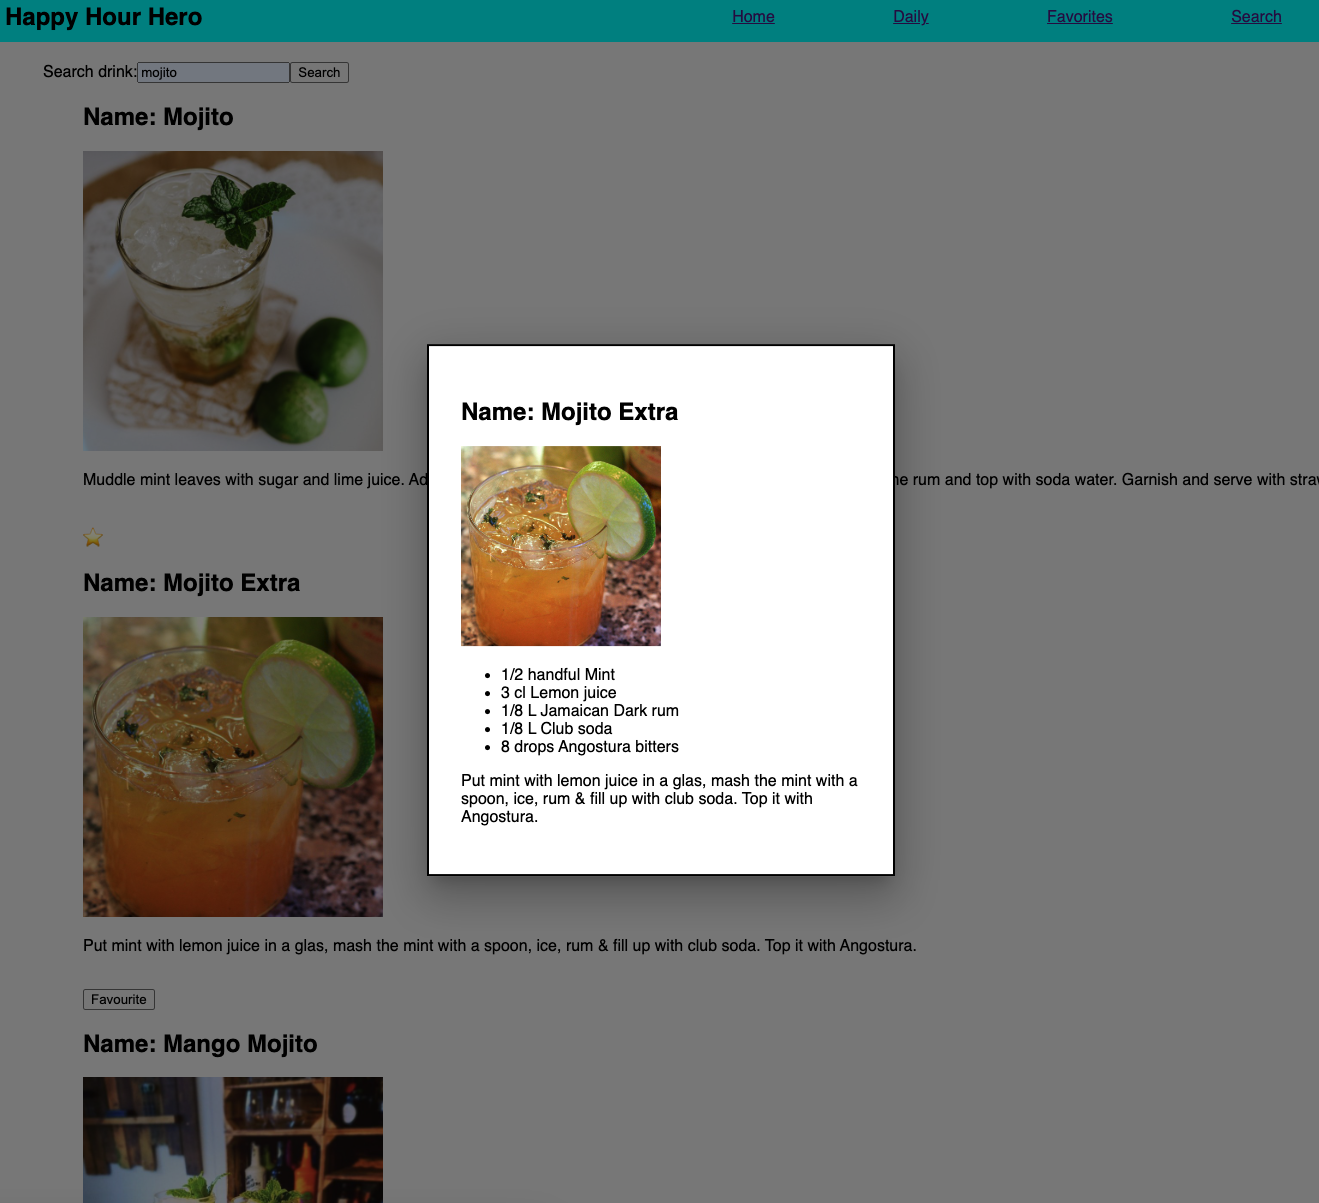 Happy Hour Hero
Home Daily Favorites Search
Search drink: mojito Search
Name: Mojito
Muddle mint leaves with sugar and lime juice. Ad
ne rum and top with soda water. Garnish and serve with
Name: Mojito Extra
Put mint with lemon juice in a glas, mash the mint with a spoon, ice, rum & fill up with club soda. Top it with Angostura.
Favourite
Name: Mango Mojito
Name: Mojito Extra
• 1/2 handful Mint
• 3 cl Lemon juice
• 1/8 L Jamaican Dark rum
• 1/8 L Club soda
• 8 drops Angostura bitters
Put mint with lemon juice in a glas, mash the mint with a
spoon, ice, rum & fill up with club soda. Top it with
Angostura.